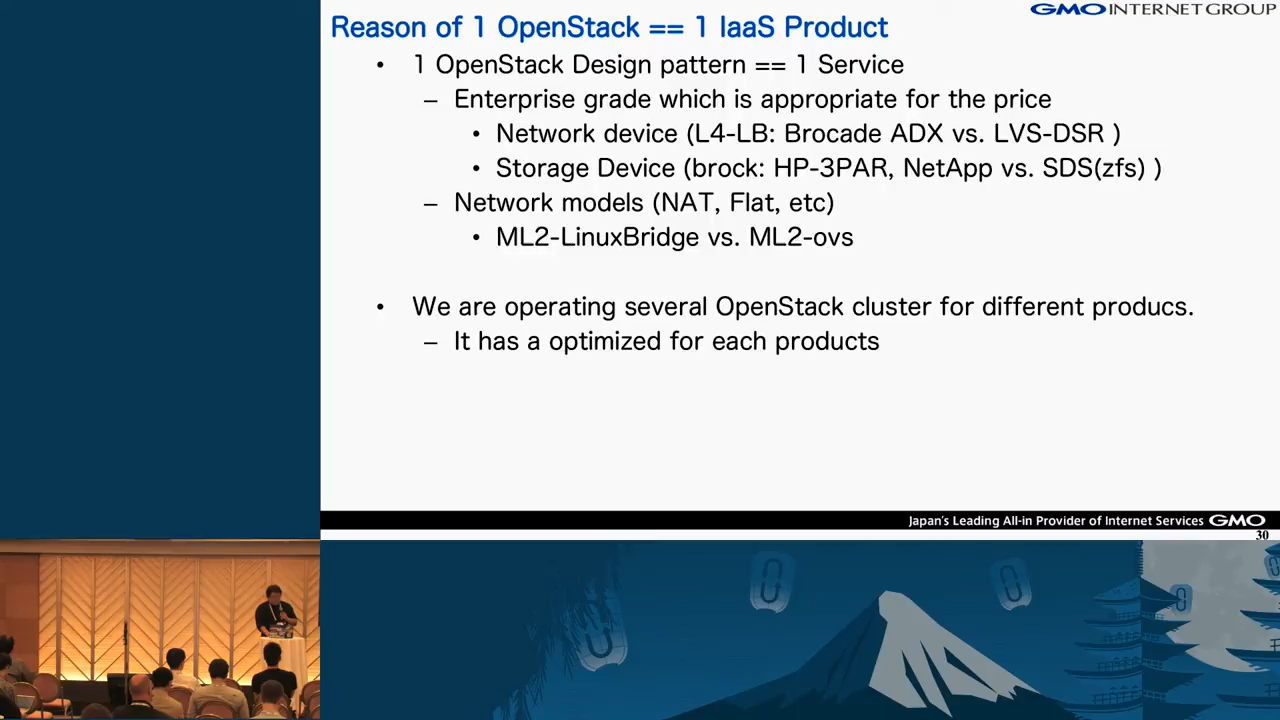 GMO INTERNET GROUP
Reason of 1 OpenStack == 1 IaaS Product
• 1 OpenStack Design pattern == 1 Service
– Enterprise grade which is appropriate for the price
• Network device (L4-LB: Brocade ADX vs. LVS-DSR )
• Storage Device (brock: HP-3PAR, NetApp vs. SDS(zfs) )
– Network models (NAT, Flat, etc)
• ML2-LinuxBridge vs. ML2-ovs
• We are operating several OpenStack cluster for different producs.
– It has a optimized for each products
Japan's Leading All-in Provider of Internet Services GMO
30